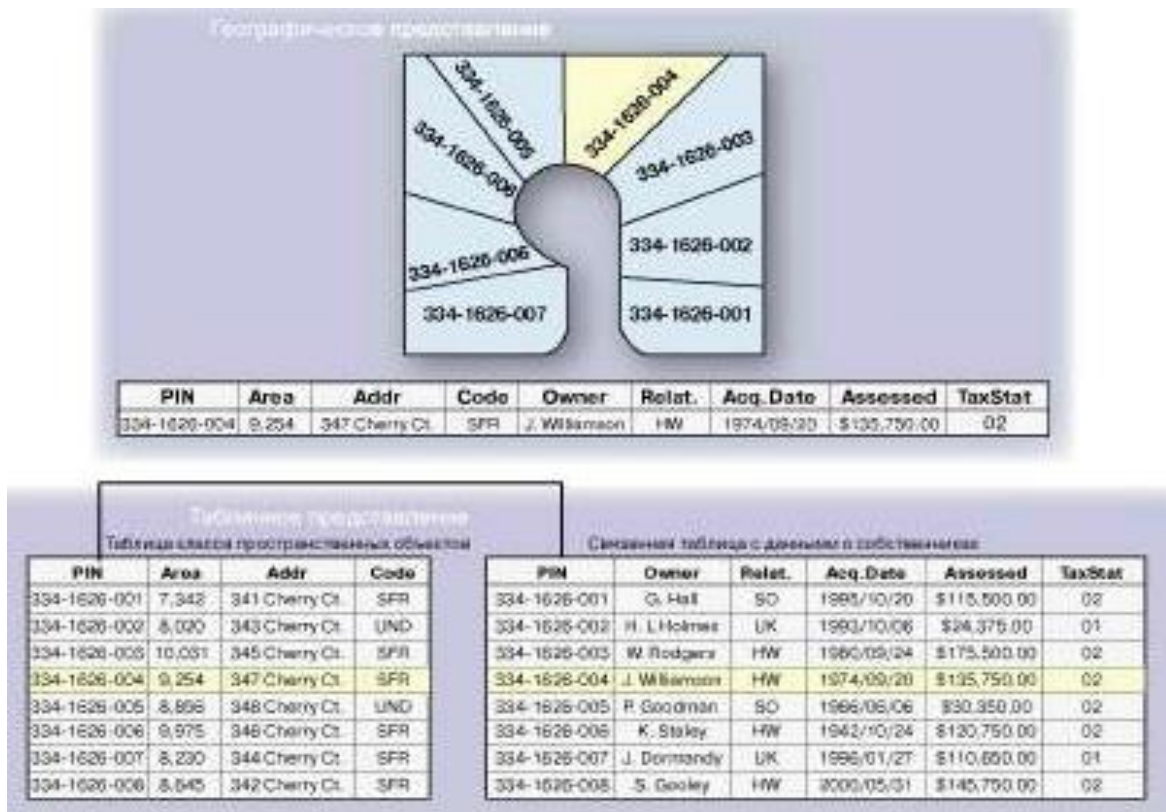 Географическое представление
334-1626-005
334-1626-004
334-1626-006
334-1626-003
334-1626-002
334-1626-006
334-1626-007
334-1626-001
PIN Area Addr Code Owner Relat. Acq.Date Assessed TaxStat
334-1626-004 9,254 347 Cherry Ct. SFR J. Williamson HW 1974/09/20 $135,750.00 02
Табличное представление
Таблица класса пространственных объектов
Связанная таблица с данными о собственниках
PIN Area Addr Code
334-1626-001 7,342 341 Cherry Ct. SFR
334-1626-002 8,020 343 Cherry Ct. UND
334-1626-003 10,031 345 Cherry Ct. SFR
334-1626-004 9,254 347 Cherry Ct. SFR
334-1626-005 8,856 348 Cherry Ct. UND
334-1626-006 9,975 346 Cherry Ct. SFR
334-1626-007 8,230 344 Cherry Ct. SFR
334-1626-008 8,645 342 Cherry Ct. SFR
PIN Owner Relat. Acq.Date Assessed TaxStat
334-1626-001 G. Hall SO 1995/10/20 $115,500.00 02
334-1626-002 H. L Holmes UK 1993/10/06 $24,375.00 01
334-1626-003 W. Rodgers HW 1980/09/24 $175,500.00 02
334-1626-004 J. Williamson HW 1974/09/20 $135,750.00 02
334-1626-005 P. Goodman SO 1966/06/06 $30,350.00 02
334-1626-006 K. Staley HW 1942/10/24 $120,750.00 02
334-1626-007 J. Dormandy UK 1996/01/27 $110,650.00 01
334-1626-008 S. Gooley HW 2000/05/31 $145,750.00 02